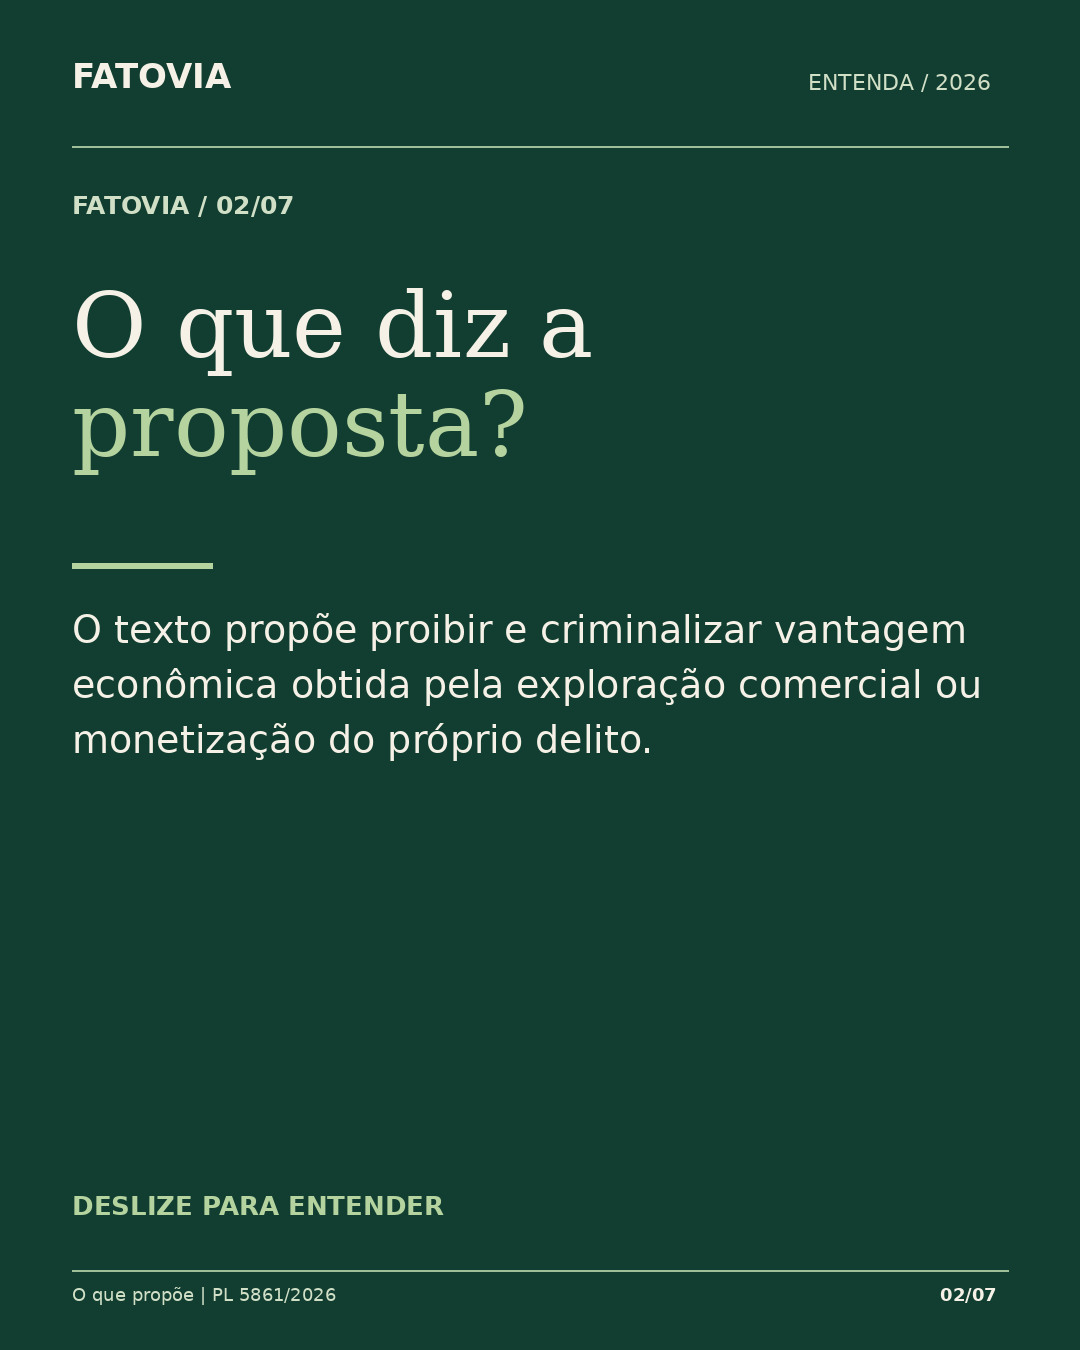 FATOVIA
ENTENDA / 2026
FATOVIA / 02/07
O que diz a
proposta?
O texto propõe proibir e criminalizar vantagem
econômica obtida pela exploração comercial ou
monetização do próprio delito.
DESLIZE PARA ENTENDER
O que propõe | PL 5861/2026
02/07